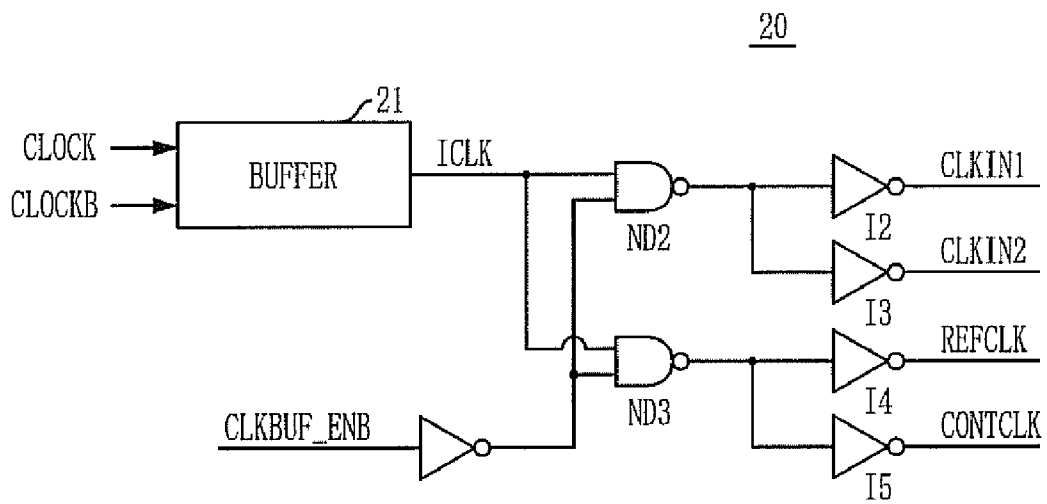 20
21
CLOCK
CLOCKB
BUFFER
ICLK
ND2
CLKIN1
I2
CLKIN2
I3
ND3
REFCLK
I4
CLKBUF_ENB
CONTCLK
I5